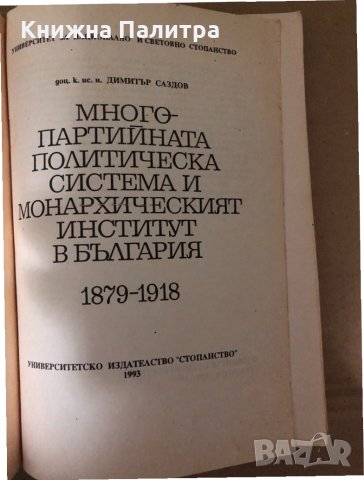 Книжна Палитра
УНИВЕРСИТЕТ ЗА НАЦИОНАЛНО И СВЕТОВНО СТОПАНСТВО
доц. к. ис. н. ДИМИТЪР САЗДОВ
МНОГО-
ПАРТИЙНАТА
ПОЛИТИЧЕСКА
СИСТЕМА И
МОНАРХИЧЕСКИЯТ
ИНСТИТУТ
В БЪЛГАРИЯ
1879-1918
УНИВЕРСИТЕТСКО ИЗДАТЕЛСТВО "СТОПАНСТВО"
1993
BAZAR